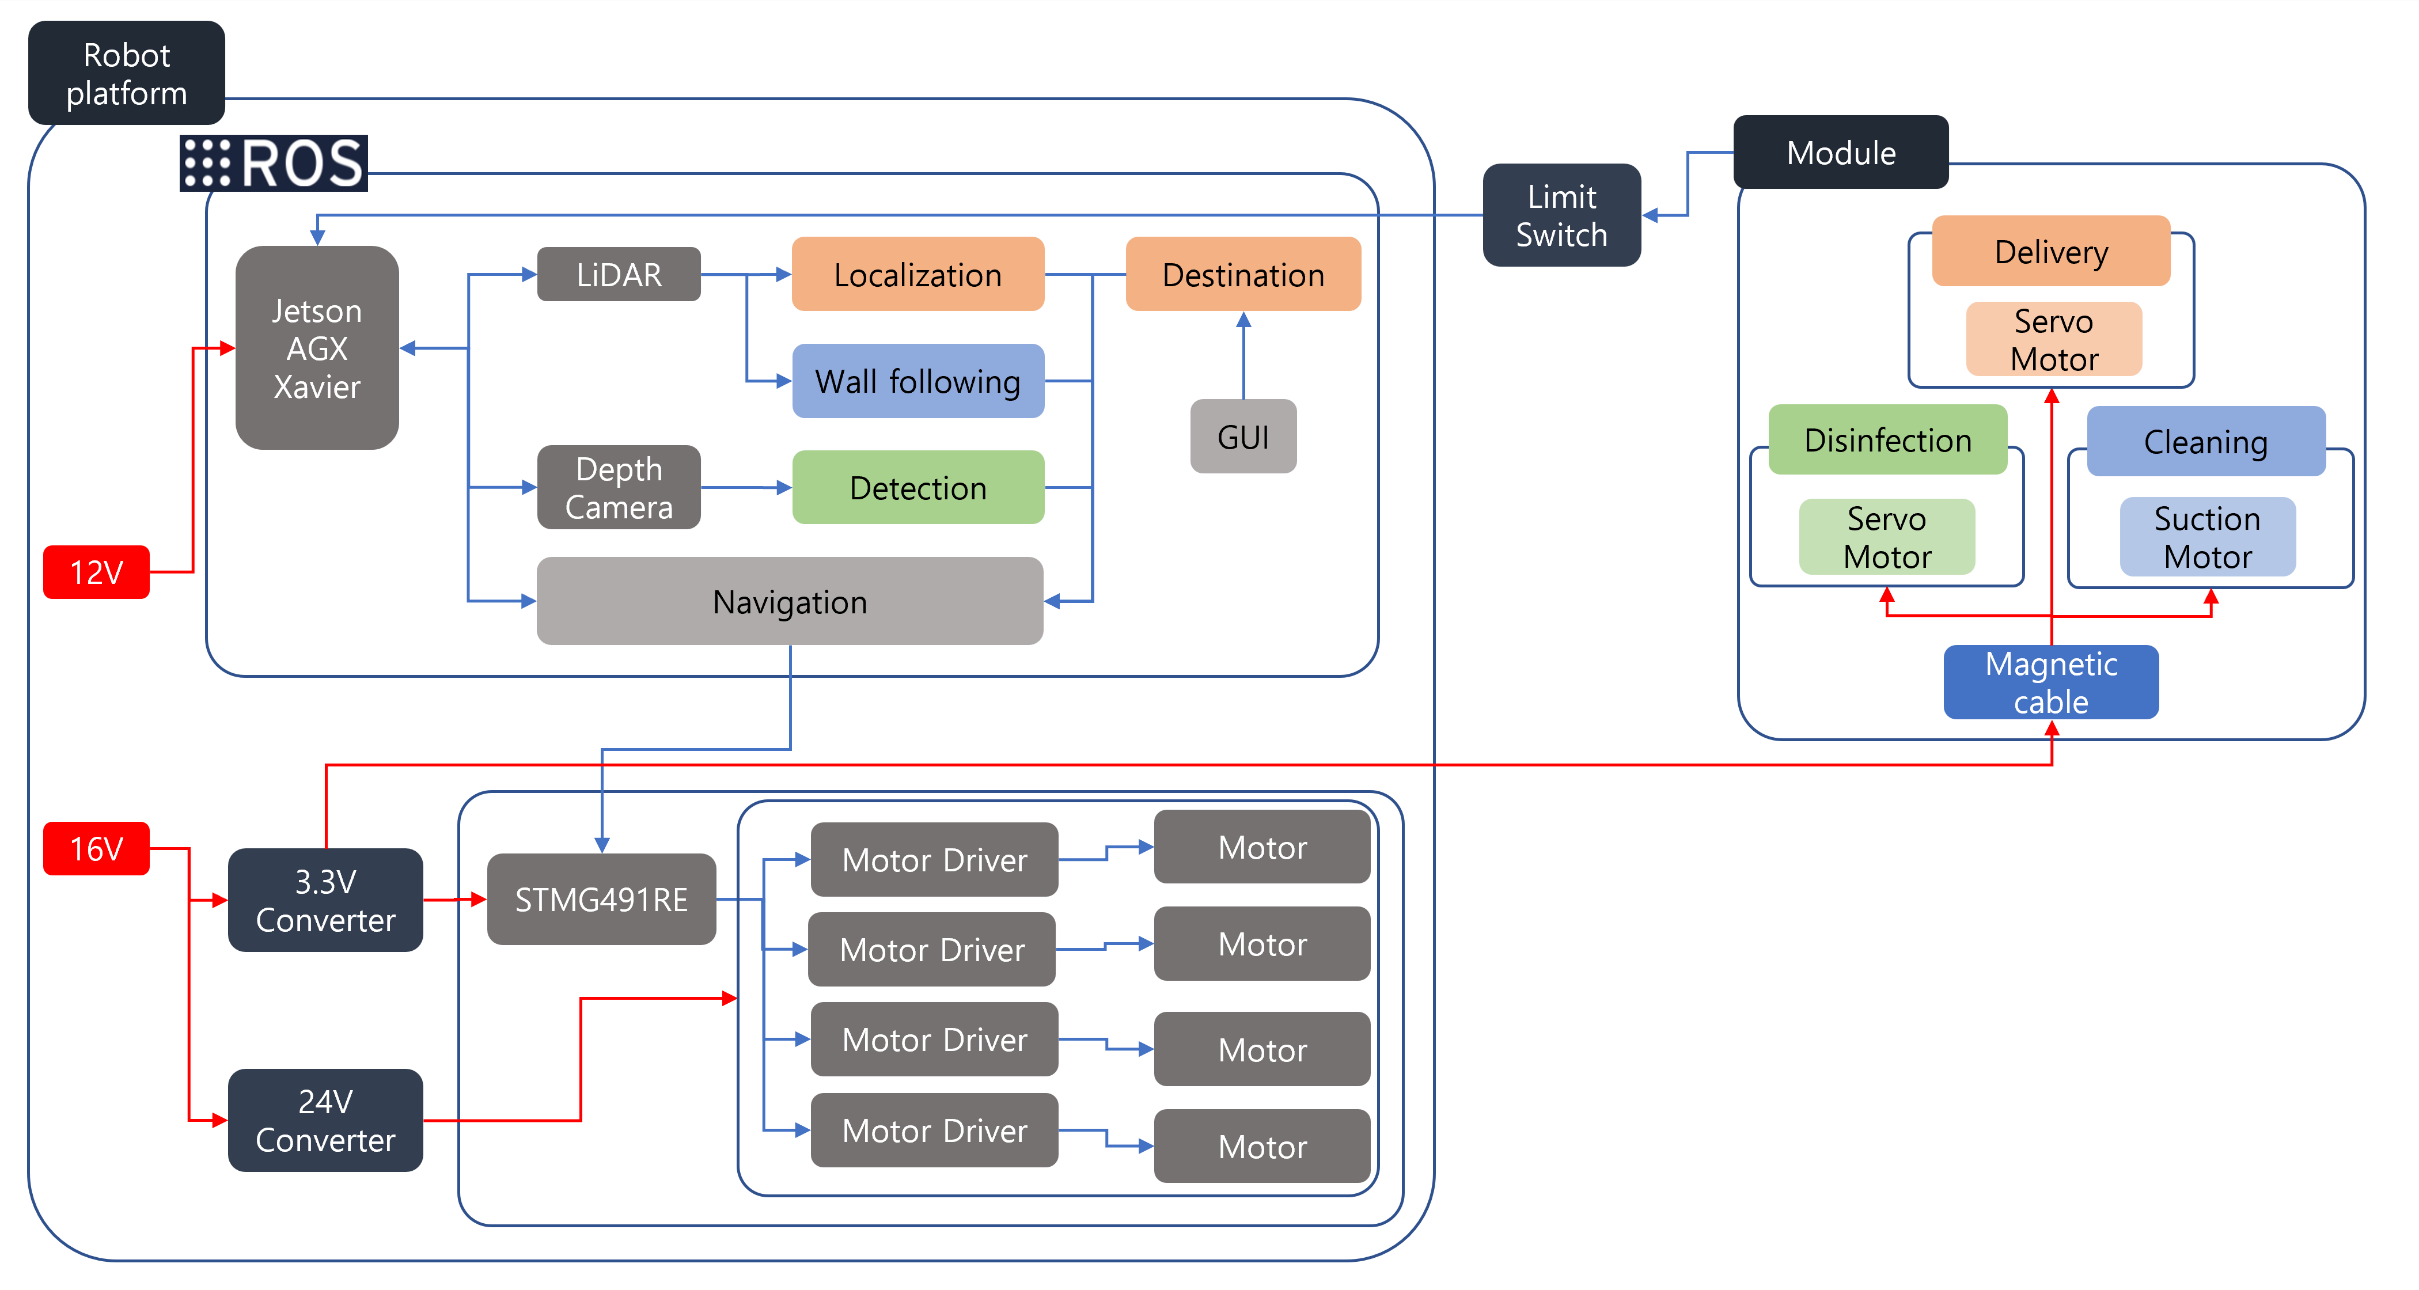 Robot
platform
ROS
Jetson
AGX
Xavier
LiDAR
Localization
Destination
Wall following
GUI
Depth
Camera
Detection
Navigation
12V
16V
3.3V
Converter
24V
Converter
STMG491RE
Motor Driver
Motor
Motor Driver
Motor
Motor Driver
Motor
Motor Driver
Motor
Limit
Switch
Module
Delivery
Servo
Motor
Disinfection
Servo
Motor
Cleaning
Suction
Motor
Magnetic
cable